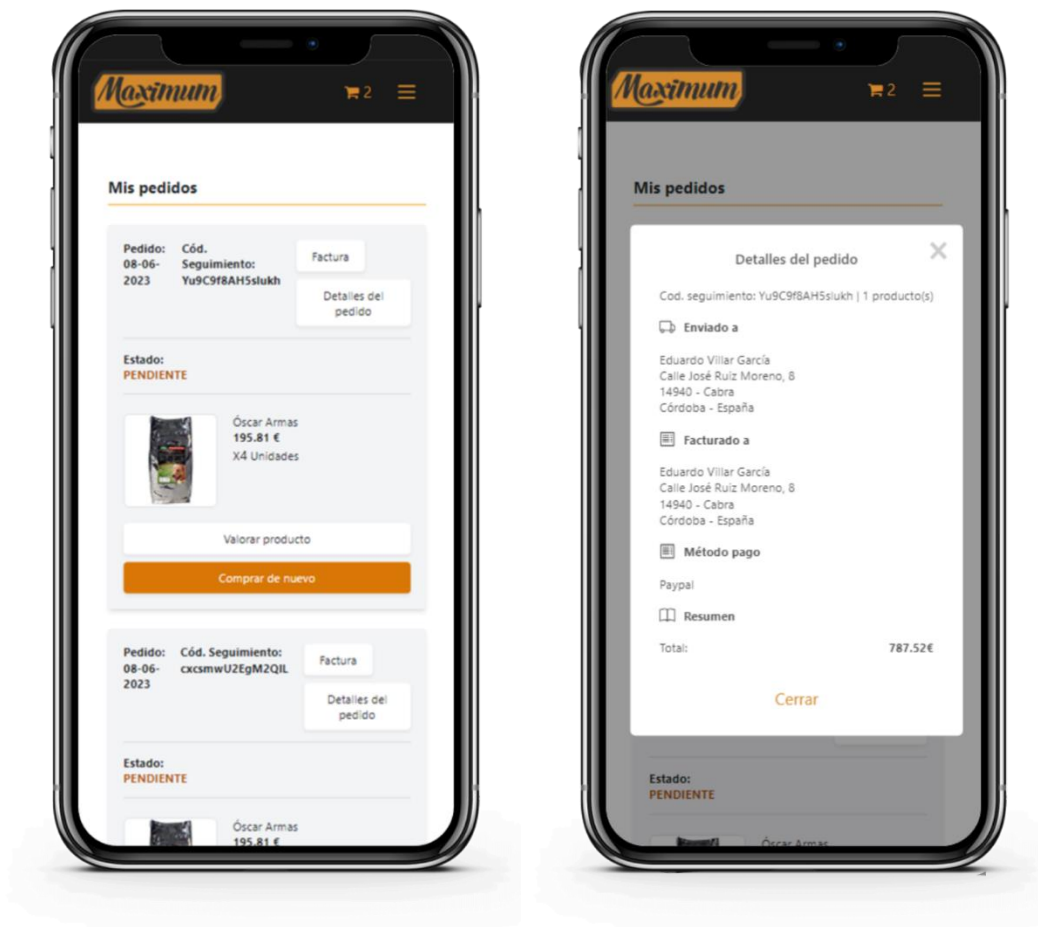 Maximum
2
Mis pedidos
Pedido:
08-06-
2023
Cód.
Seguimiento:
Yu9C9f8AH5slukh
Factura
Detalles del
pedido
Estado:
PENDIENTE
Óscar Armas
195.81 €
X4 Unidades
Valorar producto
Comprar de nuevo
Pedido:
08-06-
2023
Cód. Seguimiento:
cxcsmwU2EgM2QIL
Factura
Detalles del
pedido
Estado:
PENDIENTE
Óscar Armas
195.81 €
Maximum
2
Mis pedidos
Detalles del pedido
Cod. seguimiento: Yu9C9f8AH5slukh | 1 producto(s)
Enviado a
Eduardo Villar García
Calle José Ruiz Moreno, 8
14940 - Cabra
Córdoba - España
Facturado a
Eduardo Villar García
Calle José Ruiz Moreno, 8
14940 - Cabra
Córdoba - España
Método pago
Paypal
Resumen
Total: 787.52€
Cerrar
Estado:
PENDIENTE
Óscar Armas